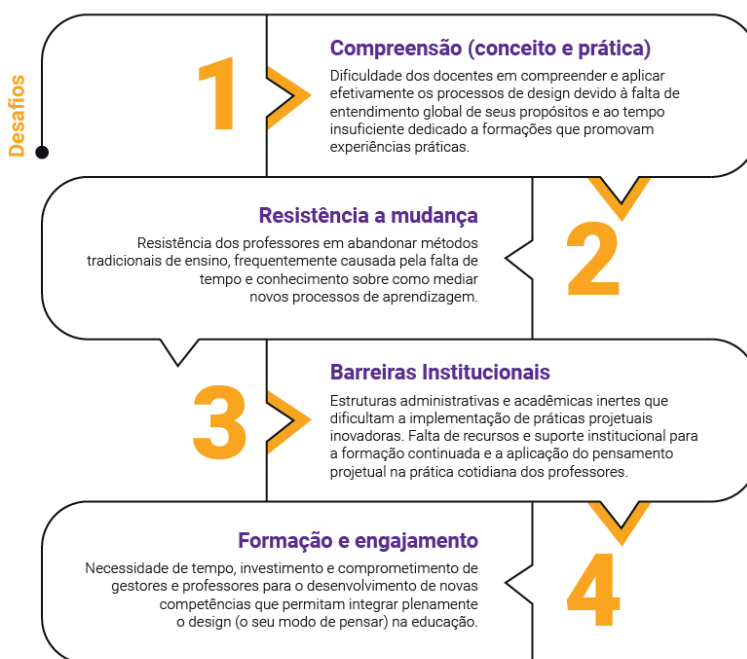 Desafios
1
Compreensão (conceito e prática)
Dificuldade dos docentes em compreender e aplicar
efetivamente os processos de design devido à falta de
entendimento global de seus propósitos e ao tempo
insuficiente dedicado a formações que promovam
experiências práticas.
Resistência a mudança
Resistência dos professores em abandonar métodos
tradicionais de ensino, frequentemente causada pela falta de
tempo e conhecimento sobre como mediar
novos processos de aprendizagem.
2
3
Barreiras Institucionais
Estruturas administrativas e acadêmicas inertes que
dificultam a implementação de práticas projetuais
inovadoras. Falta de recursos e suporte institucional para
a formação continuada e a aplicação do pensamento
projetual na prática cotidiana dos professores.
Formação e engajamento
Necessidade de tempo, investimento e comprometimento de
gestores e professores para o desenvolvimento de novas
competências que permitam integrar plenamente
o design (o seu modo de pensar) na educação.
4